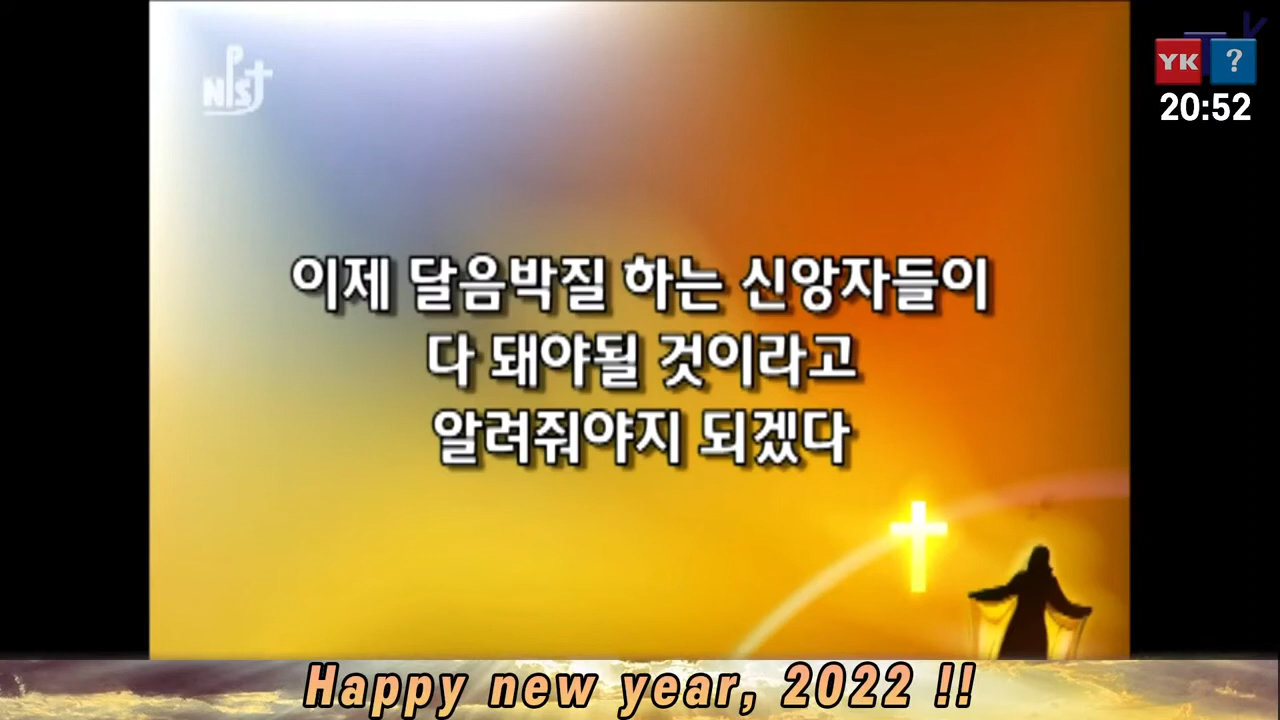 NPS
YK ?
20:52
이제 달음박질 하는 신앙자들이
다 돼야될 것이라고
알려줘야지 되겠다
Happy new year, 2022 !!